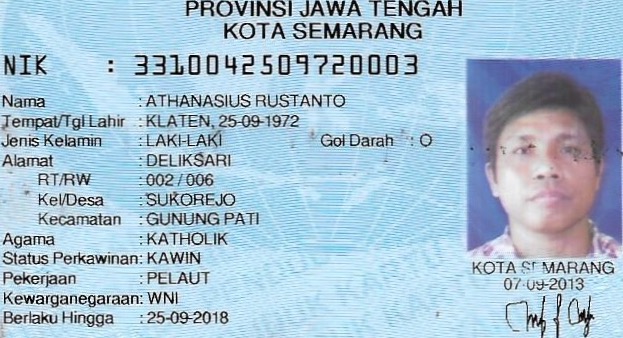 PROVINSI JAWA TENGAH
KOTA SEMARANG
NIK : 3310042509720003
Nama : ATHANASIUS RUSTANTO
Tempat/Tgl Lahir : KLATEN, 25-09-1972
Jenis Kelamin : LAKI-LAKI Gol Darah : O
Alamat : DELIKSARI
RT/RW : 002 / 006
Kel/Desa : SUKOREJO
Kecamatan : GUNUNG PATI
Agama : KATHOLIK
Status Perkawinan: KAWIN
Pekerjaan : PELAUT
Kewarganegaraan: WNI
Berlaku Hingga : 25-09-2018
KOTA SEMARANG
07-09-2013